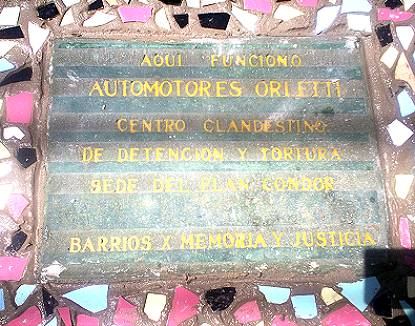 AQUI FUNCIONO
AUTOMOTORES ORLETTI
CENTRO CLANDESTINO
DE DETENCION Y TORTURA
SEDE DEL PLAN CONDOR
BARRIOS X MEMORIA Y JUSTICIA